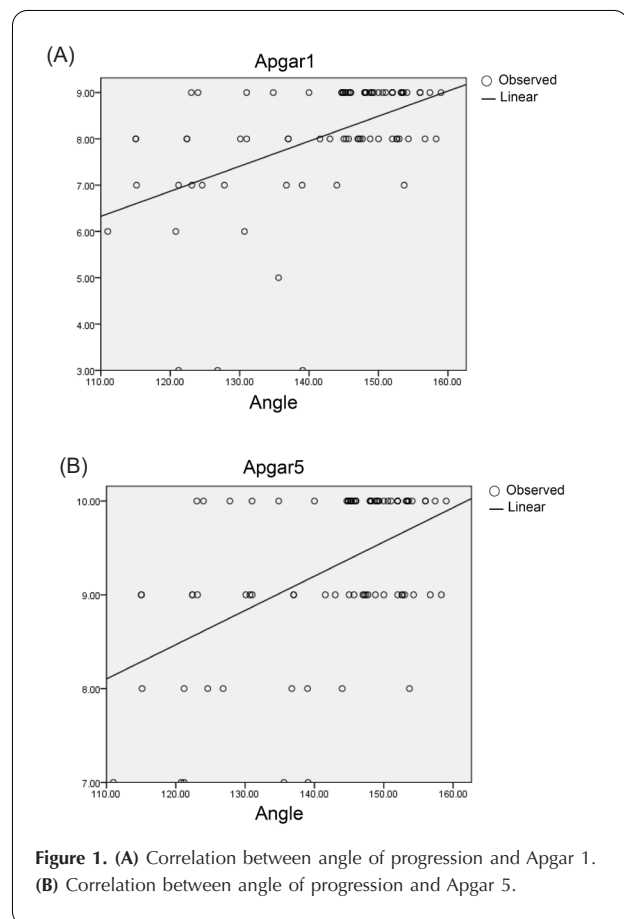 (A)
Apgar1
Observed
Linear
9.00
8.00
7.00
6.00
5.00
4.00
3.00
110.00 120.00 130.00 140.00 150.00 160.00
Angle
(B)
Apgar5
Observed
Linear
10.00
9.00
8.00
7.00
110.00 120.00 130.00 140.00 150.00 160.00
Angle
Figure 1. (A) Correlation between angle of progression and Apgar 1.
(B) Correlation between angle of progression and Apgar 5.